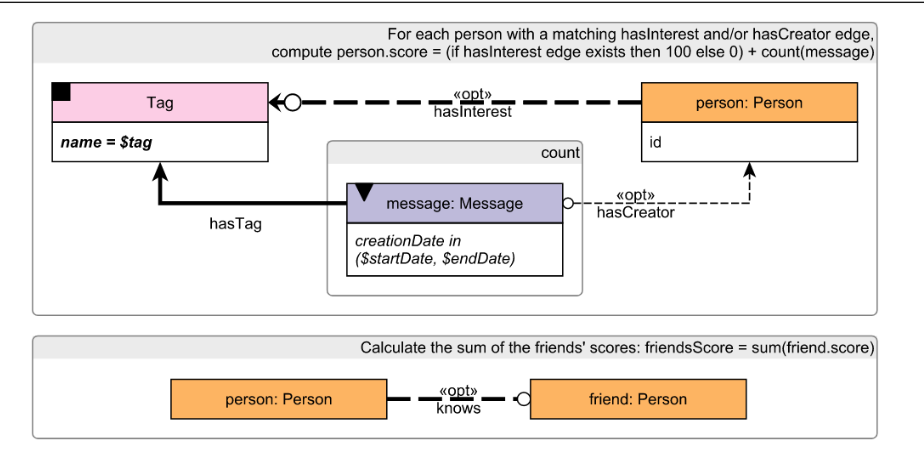 For each person with a matching hasInterest and/or hasCreator edge,
compute person.score = (if hasInterest edge exists then 100 else 0) + count(message)
Tag
name = $tag
«opt»
hasInterest
person: Person
id
count
message: Message
creationDate in
($startDate, $endDate)
hasTag
«opt»
hasCreator
Calculate the sum of the friends' scores: friendsScore = sum(friend.score)
person: Person
«opt»
knows
friend: Person